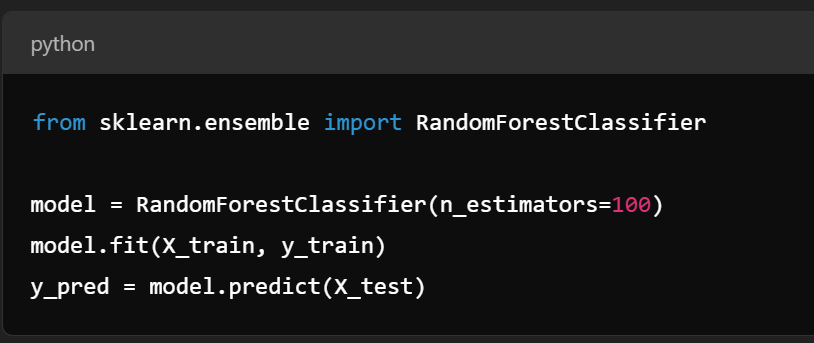 python
from sklearn.ensemble import RandomForestClassifier
model = RandomForestClassifier(n_estimators=100)
model.fit(X_train, y_train)
y_pred = model.predict(X_test)